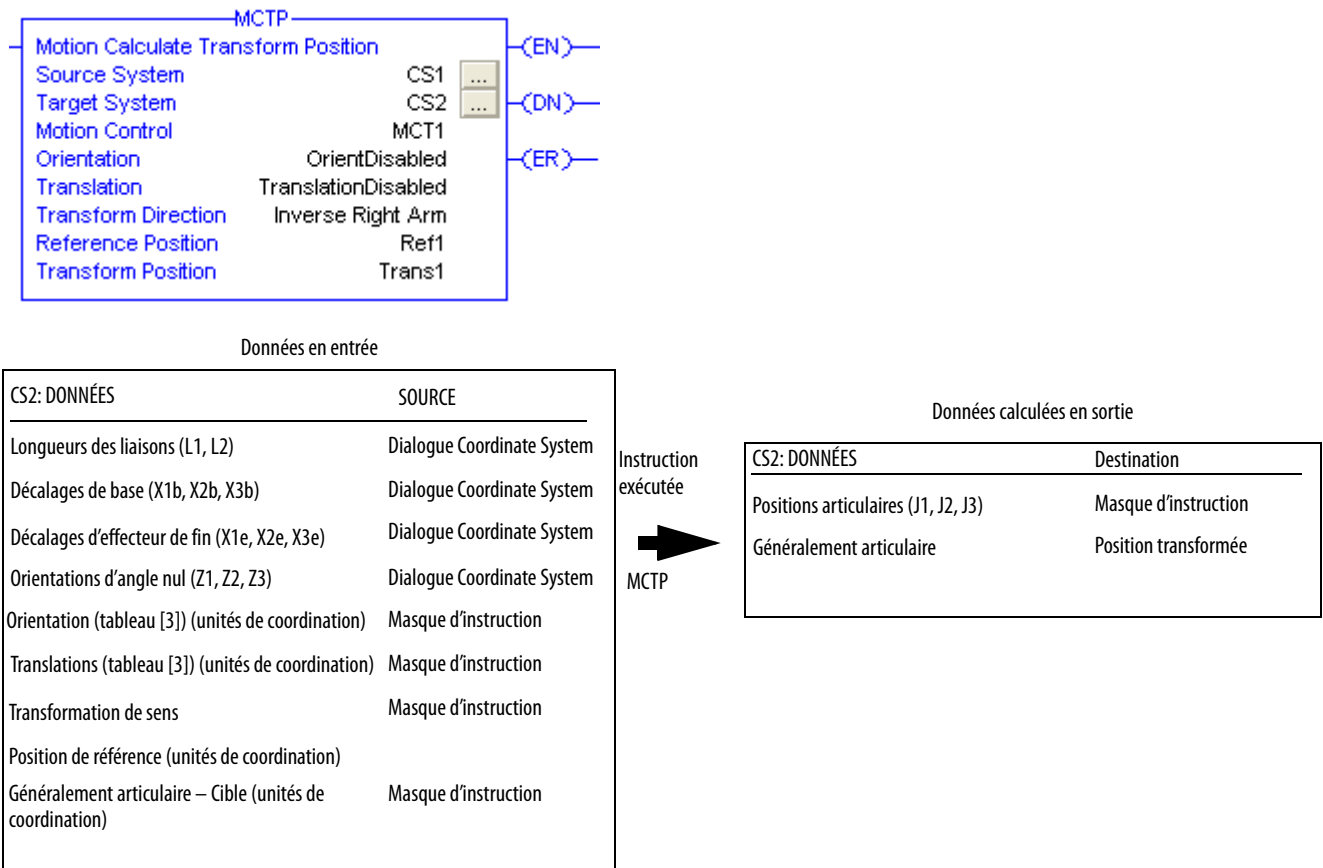 MCTP
Motion Calculate Transform Position
(EN)
Source System CS1 ...
Target System CS2 ...
(DN)
Motion Control MCT1
Orientation OrientDisabled
(ER)
Translation TranslationDisabled
Transform Direction Inverse Right Arm
Reference Position Ref1
Transform Position Trans1
Données en entrée
CS2: DONNÉES SOURCE
Longueurs des liaisons (L1, L2) Dialogue Coordinate System
Décalages de base (X1b, X2b, X3b) Dialogue Coordinate System
Décalages d’effecteur de fin (X1e, X2e, X3e) Dialogue Coordinate System
Orientations d’angle nul (Z1, Z2, Z3) Dialogue Coordinate System
Orientation (tableau [3]) (unités de coordination) Masque d’instruction
Translations (tableau [3]) (unités de coordination) Masque d’instruction
Transformation de sens Masque d’instruction
Position de référence (unités de coordination)
Généralement articulaire – Cible (unités de Masque d’instruction
coordination)
Instruction
exécutée
MCTP
Données calculées en sortie
CS2: DONNÉES Destination
Positions articulaires (J1, J2, J3) Masque d’instruction
Généralement articulaire Position transformée